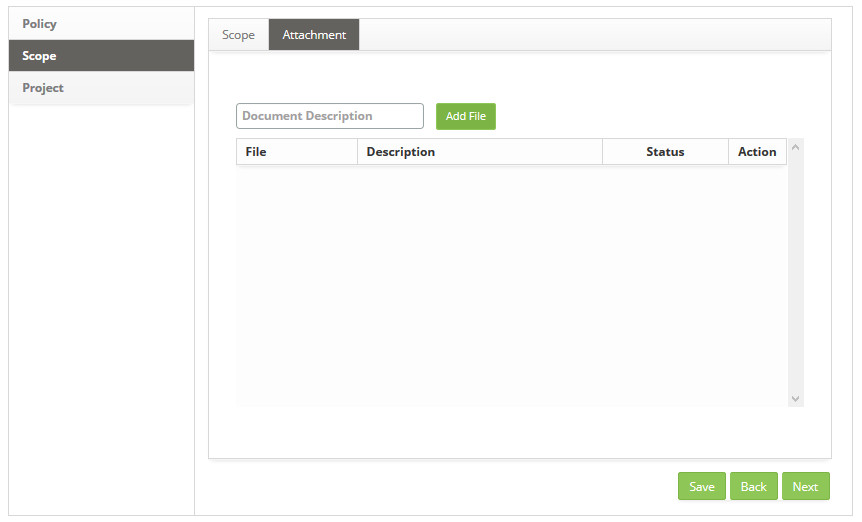 Policy
Scope
Project
Scope Attachment
Document Description Add File
File Description Status Action
Save Back Next